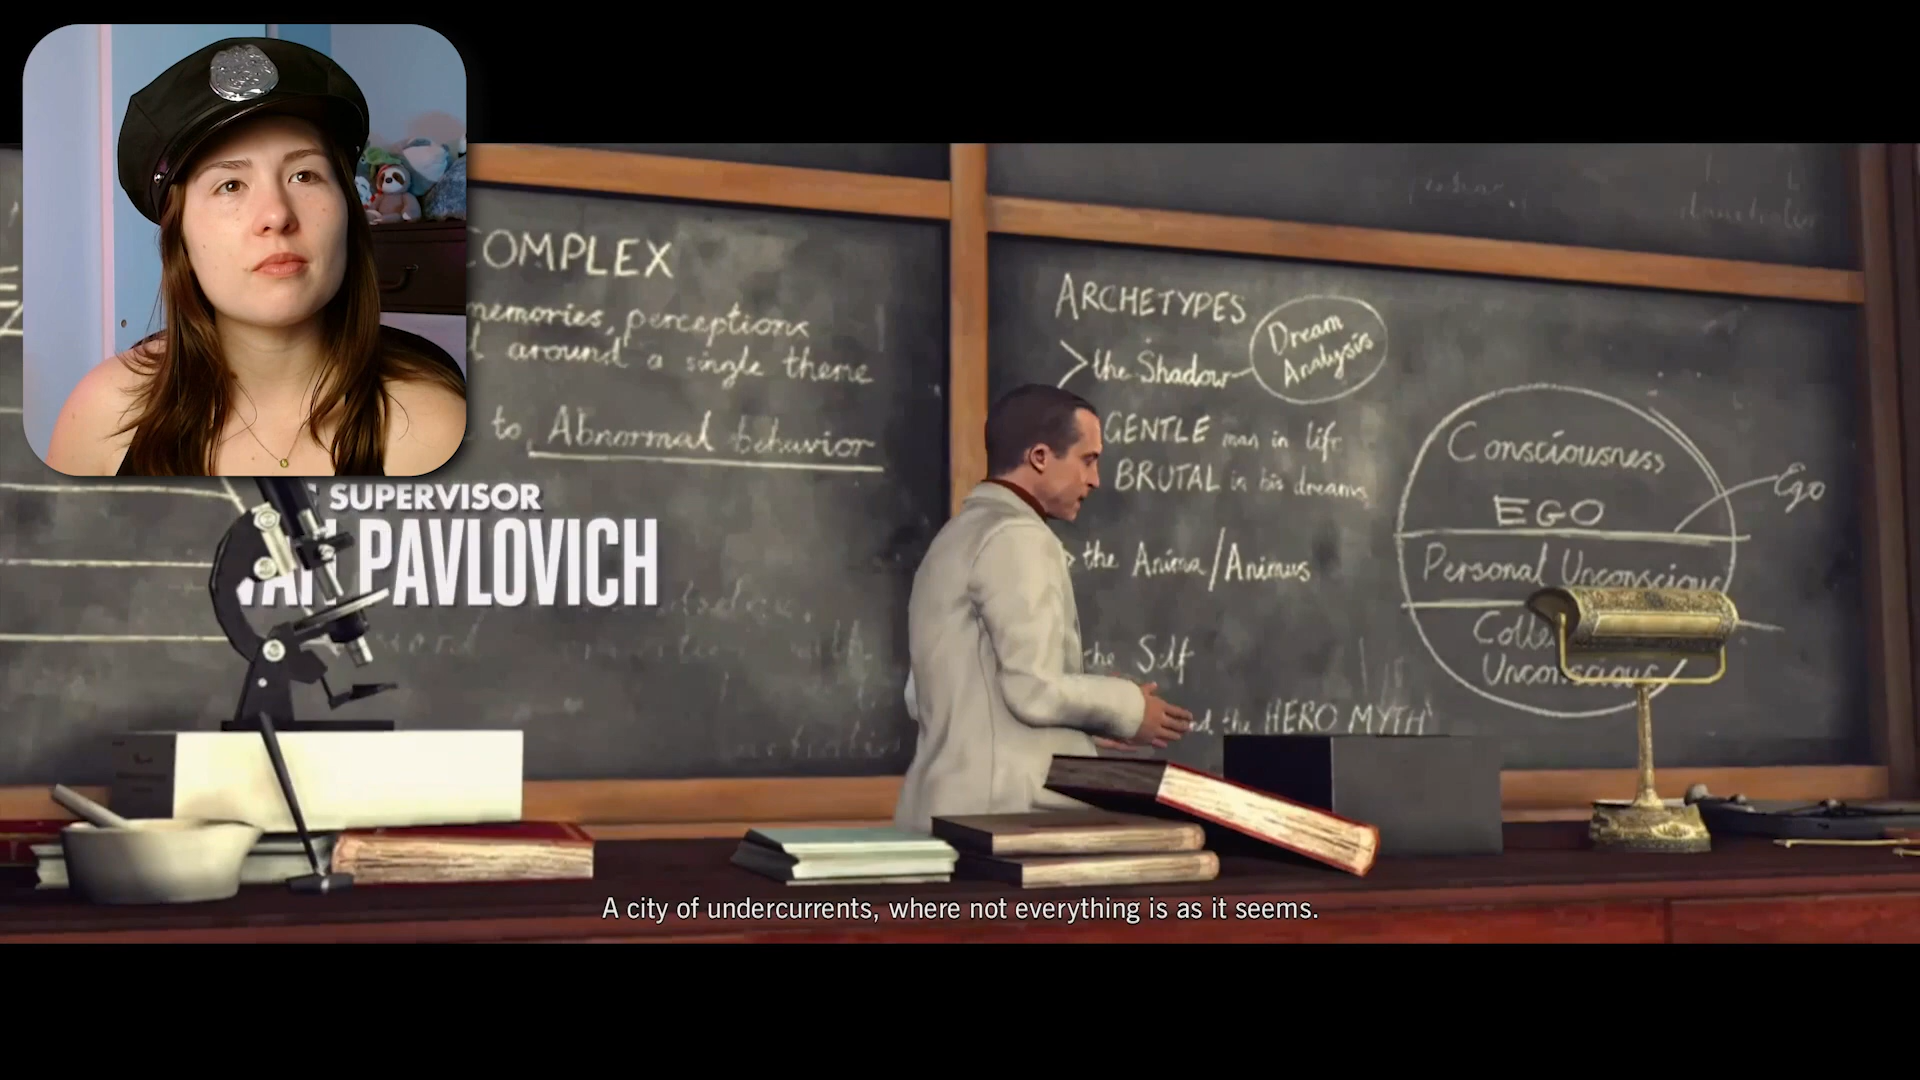 COMPLEX
memories, perceptions
around a single theme
to Abnormal behavior
SUPERVISOR
PAVLOVICH
ARCHETYPES
Dream
Analysis
the Shadow
GENTLE man in life
BRUTAL in his dreams
the Anima/Animus
the Self
and the HERO MYTH
Consciousness
EGO
Ego
Personal Unconscious
Unconscious
A city of undercurrents, where not everything is as it seems.